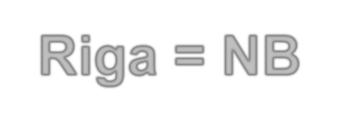 Riga = NB